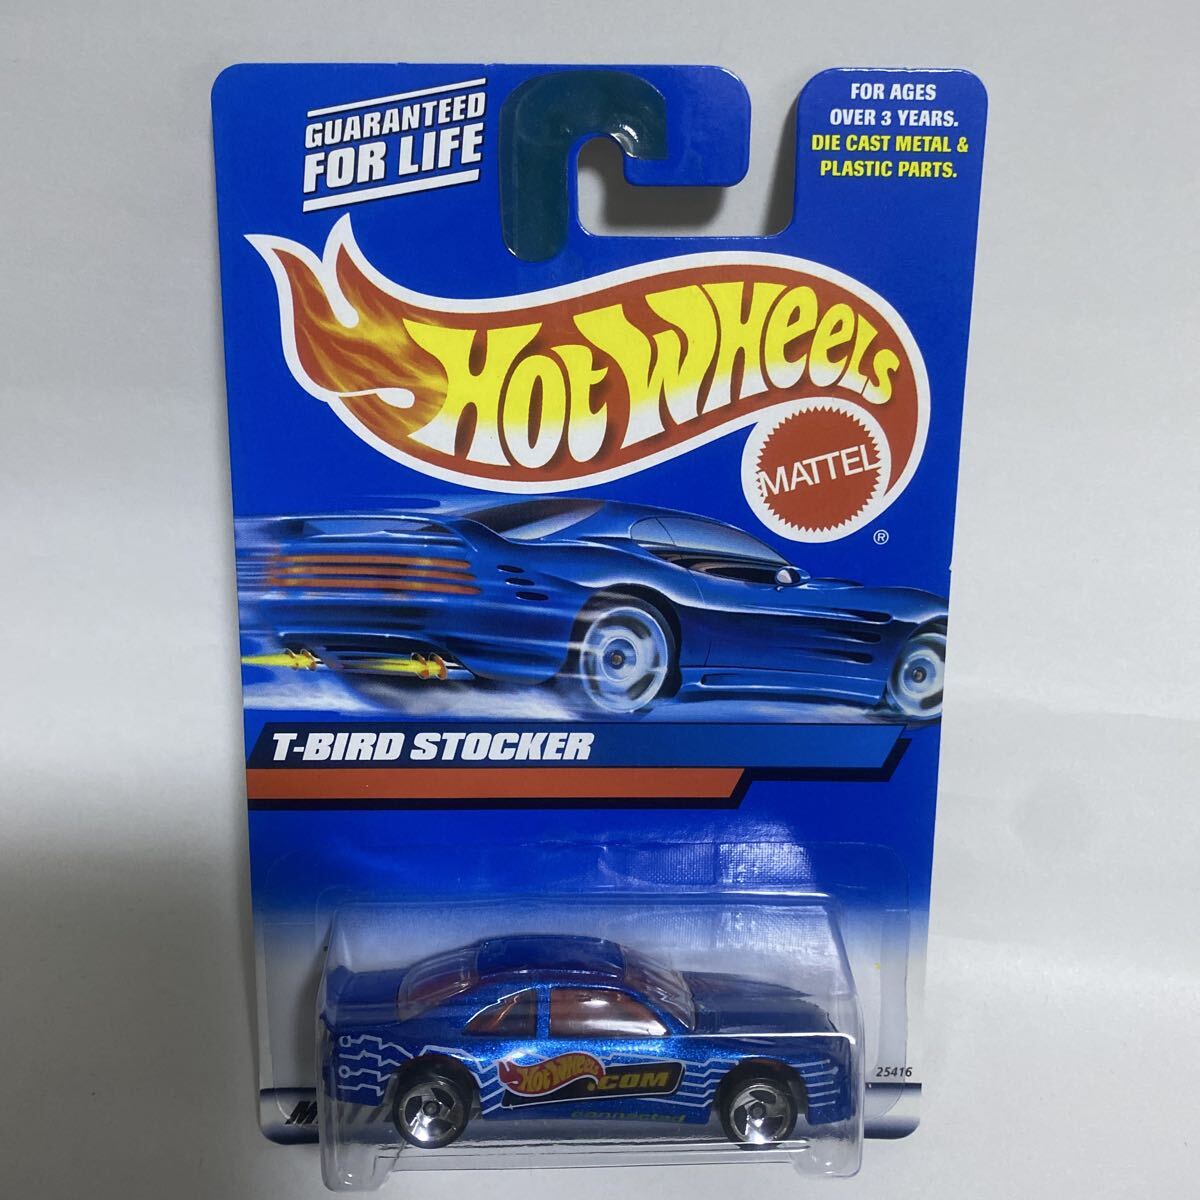 GUARANTEED
FOR LIFE
FOR AGES
OVER 3 YEARS.
DIE CAST METAL &
PLASTIC PARTS.
HOT WHEELS
MATTEL
®
T-BIRD STOCKER
HOT WHEELS
.COM
connected
25416